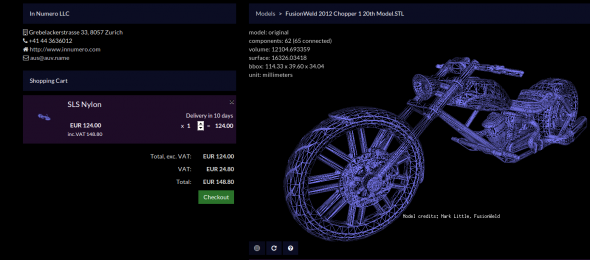 In Numero LLC
Grebelackerstrasse 33, 8057 Zurich
+41 44 3636012
http://www.innumero.com
aus@auv.name
Shopping Cart
SLS Nylon
Delivery in 10 days
EUR 124.00 x 1 = 124.00
inc.VAT 148.80
Total, exc. VAT: EUR 124.00
VAT: EUR 24.80
Total: EUR 148.80
Checkout
Models > FusionWeld 2012 Chopper 1 20th Model.STL
model: original
components: 62 (65 connected)
volume: 12104.693359
surface: 16326.03418
bbox: 114.33 x 39.60 x 34.04
unit: millimeters
Model credits: Mark Little, FusionWeld